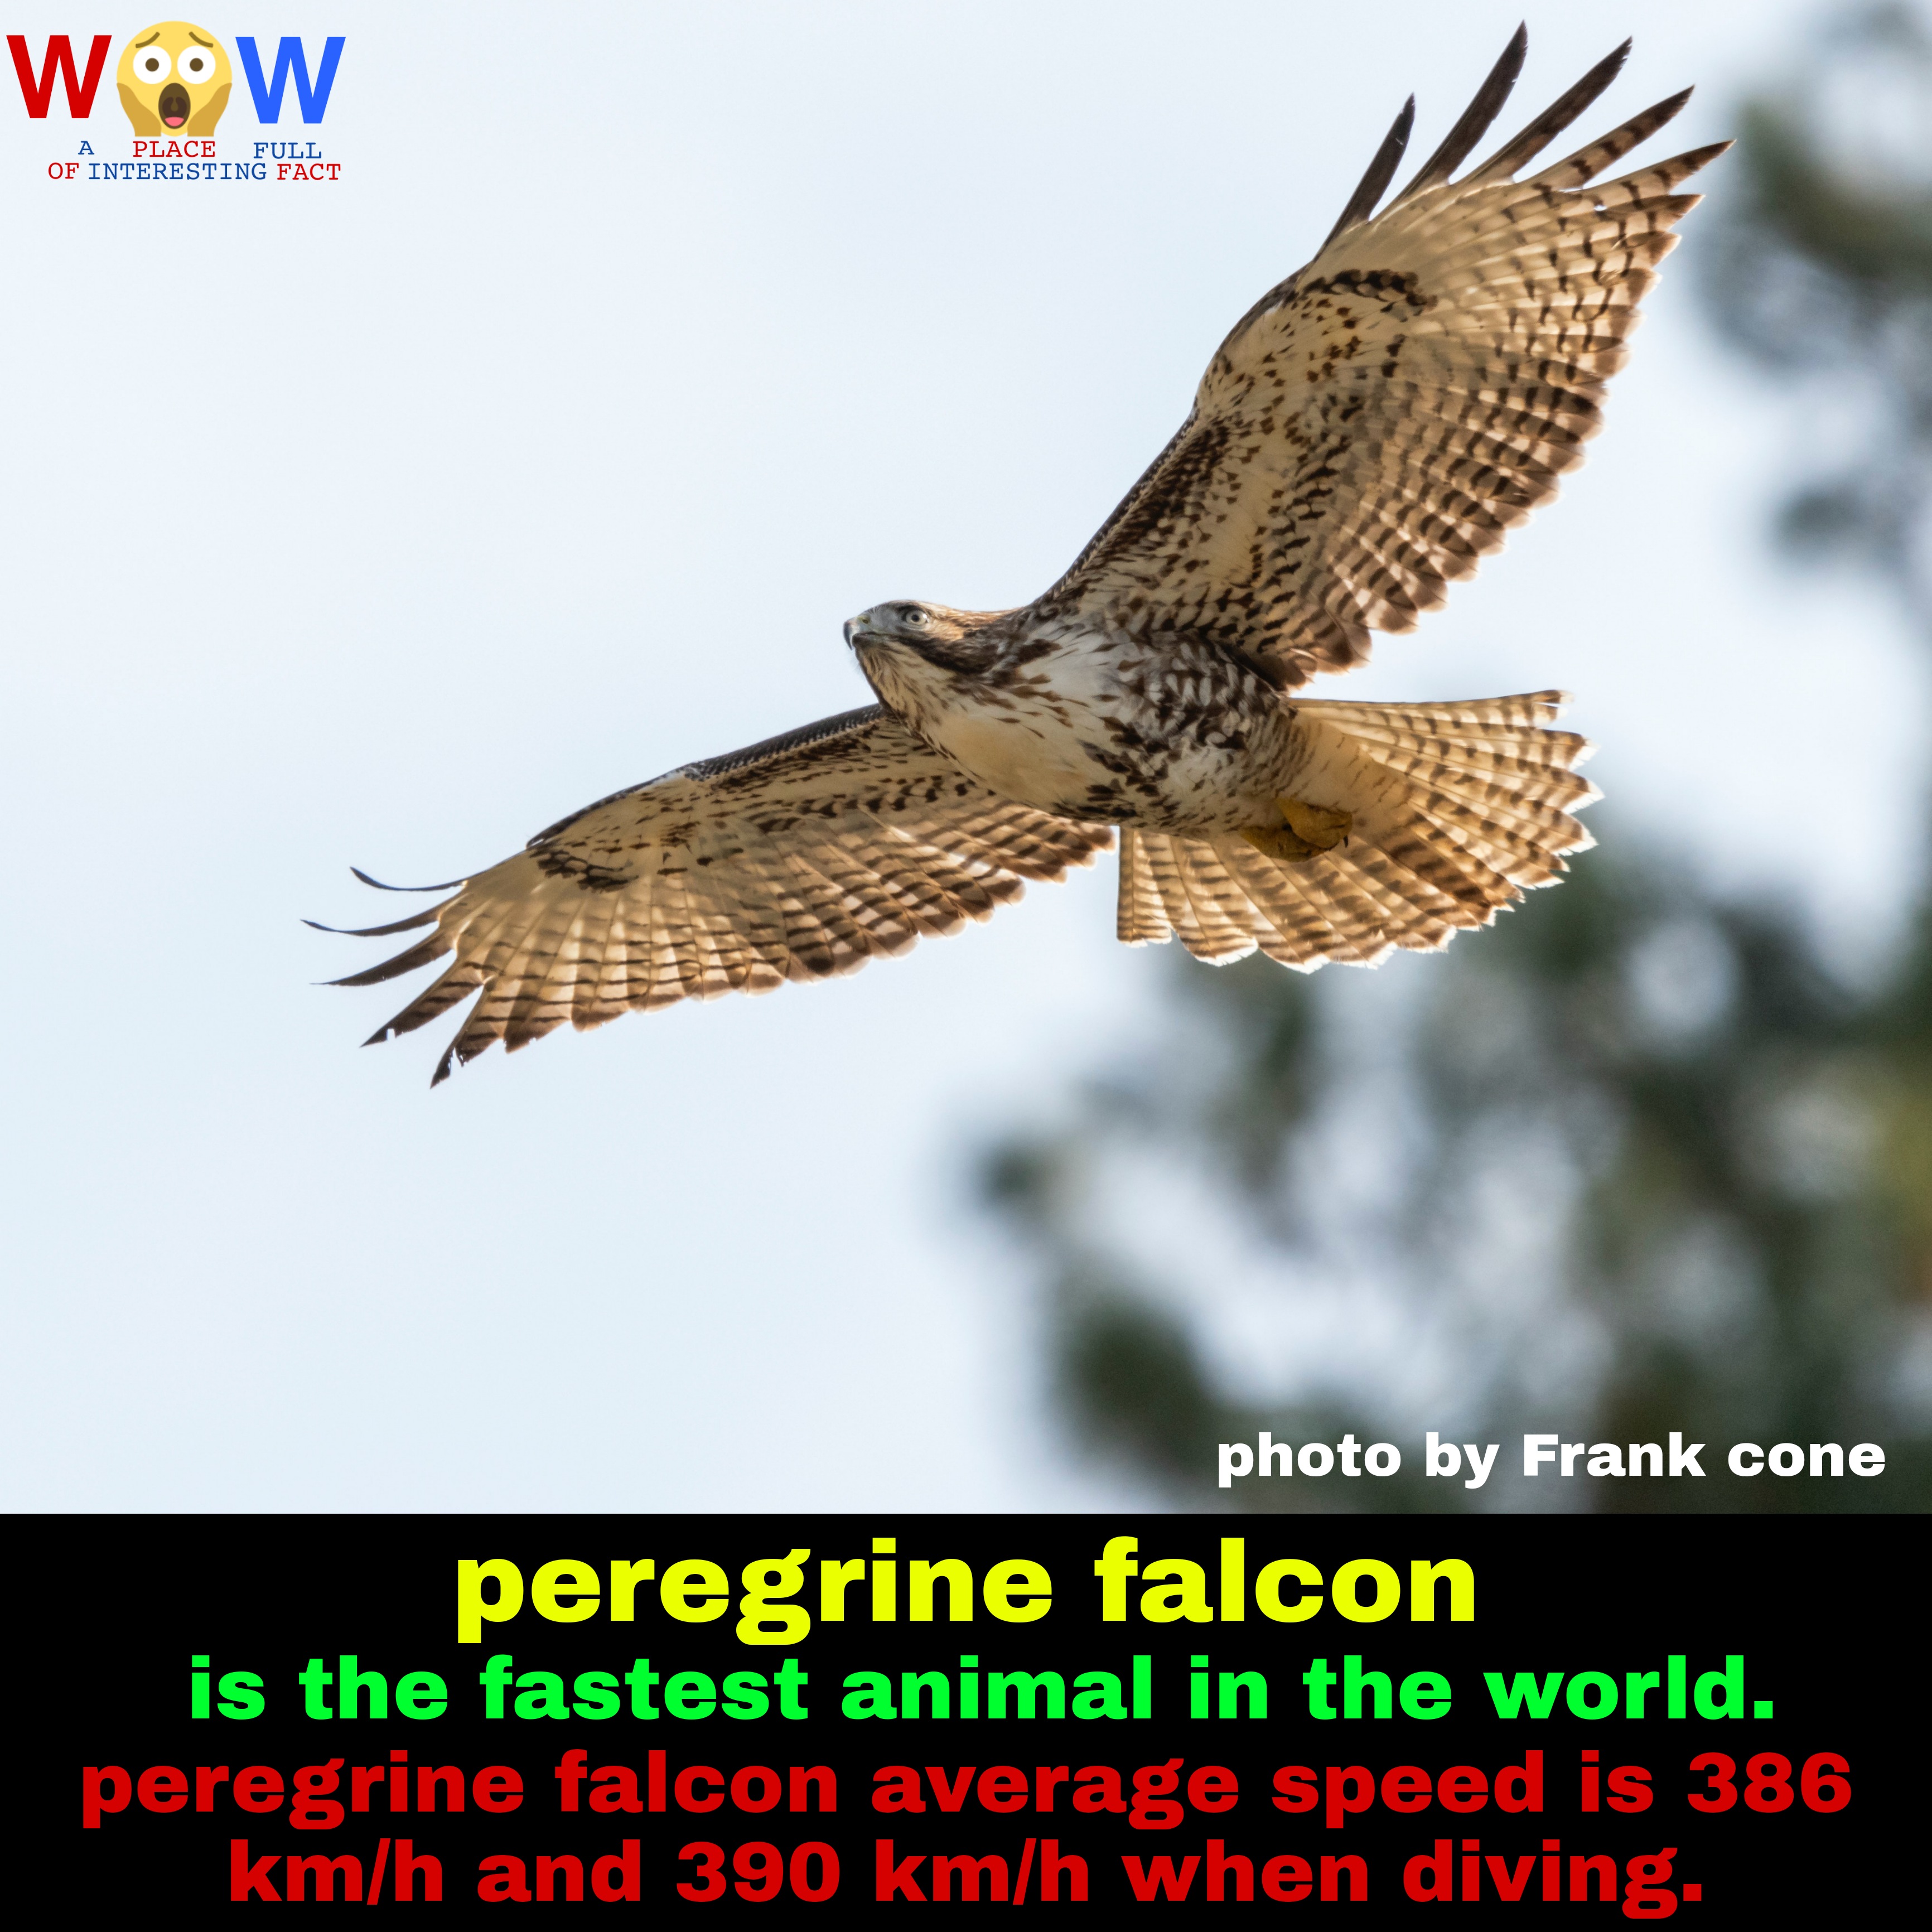 WOW
A PLACE FULL
OF INTERESTING FACT
photo by Frank cone
peregrine falcon
is the fastest animal in the world.
peregrine falcon average speed is 386
km/h and 390 km/h when diving.